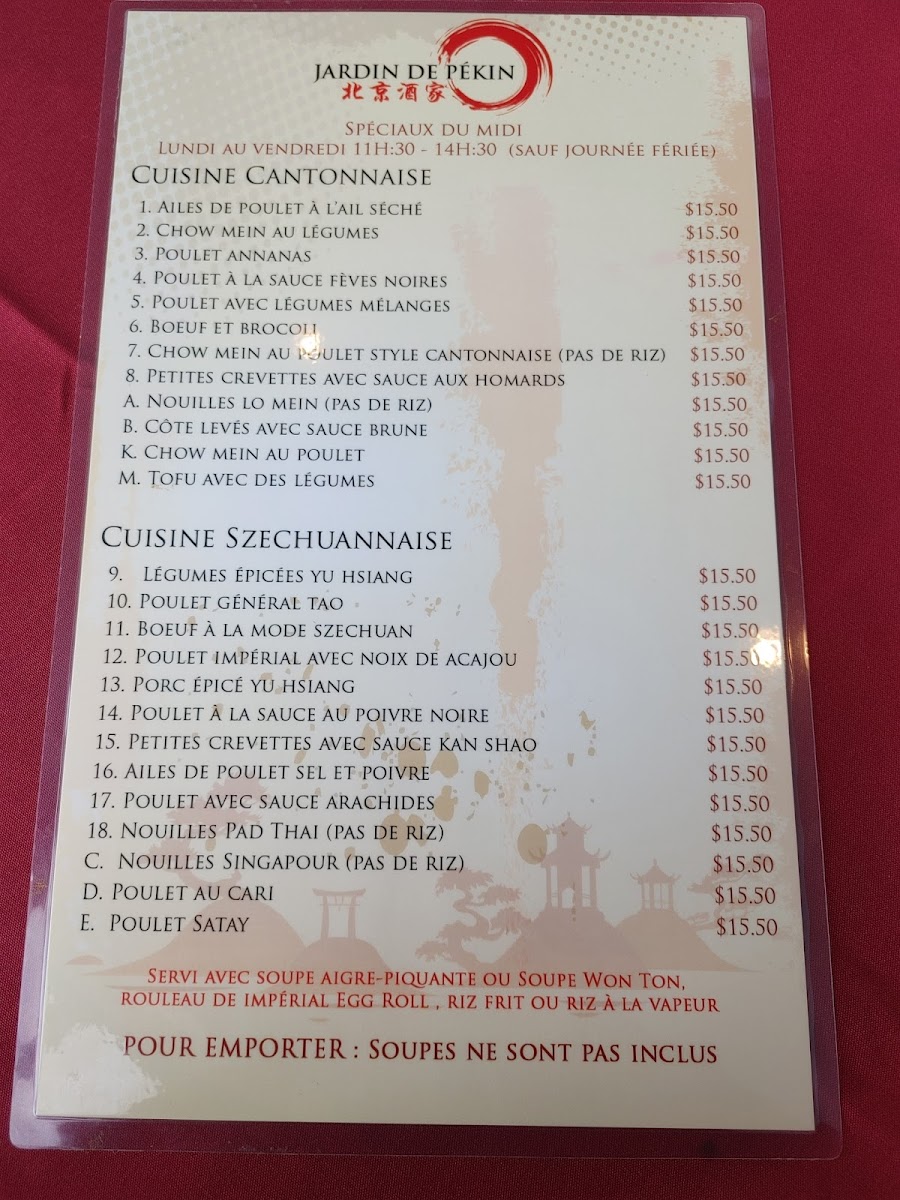 JARDIN DE PÉKIN
北京酒家
SPÉCIAUX DU MIDI
LUNDI AU VENDREDI 11H:30 - 14H:30 (SAUF JOURNÉE FÉRIÉE)
CUISINE CANTONNAISE
1. AILES DE POULET À L'AIL SÉCHÉ $15.50
2. CHOW MEIN AU LÉGUMES $15.50
3. POULET ANNANAS $15.50
4. POULET À LA SAUCE FÈVES NOIRES $15.50
5. POULET AVEC LÉGUMES MÉLANGES $15.50
6. BOEUF ET BROCOLI $15.50
7. CHOW MEIN AU POULET STYLE CANTONNAISE (PAS DE RIZ) $15.50
8. PETITES CREVETTES AVEC SAUCE AUX HOMARDS $15.50
A. NOUILLES LO MEIN (PAS DE RIZ) $15.50
B. CÔTE LEVÉS AVEC SAUCE BRUNE $15.50
K. CHOW MEIN AU POULET $15.50
M. TOFU AVEC DES LÉGUMES $15.50
CUISINE SZECHUANNAISE
9. LÉGUMES ÉPICÉES YU HSIANG $15.50
10. POULET GÉNÉRAL TAO $15.50
11. BOEUF À LA MODE SZECHUAN $15.50
12. POULET IMPÉRIAL AVEC NOIX DE ACAJOU $15.50
13. PORC ÉPICÉ YU HSIANG $15.50
14. POULET À LA SAUCE AU POIVRE NOIRE $15.50
15. PETITES CREVETTES AVEC SAUCE KAN SHAO $15.50
16. AILES DE POULET SEL ET POIVRE $15.50
17. POULET AVEC SAUCE ARACHIDES $15.50
18. NOUILLES PAD THAI (PAS DE RIZ) $15.50
C. NOUILLES SINGAPOUR (PAS DE RIZ) $15.50
D. POULET AU CARI $15.50
E. POULET SATAY $15.50
SERVI AVEC SOUPE AIGRE-PIQUANTE OU SOUPE WON TON,
ROULEAU DE IMPÉRIAL EGG ROLL , RIZ FRIT OU RIZ À LA VAPEUR
POUR EMPORTER : SOUPES NE SONT PAS INCLUS